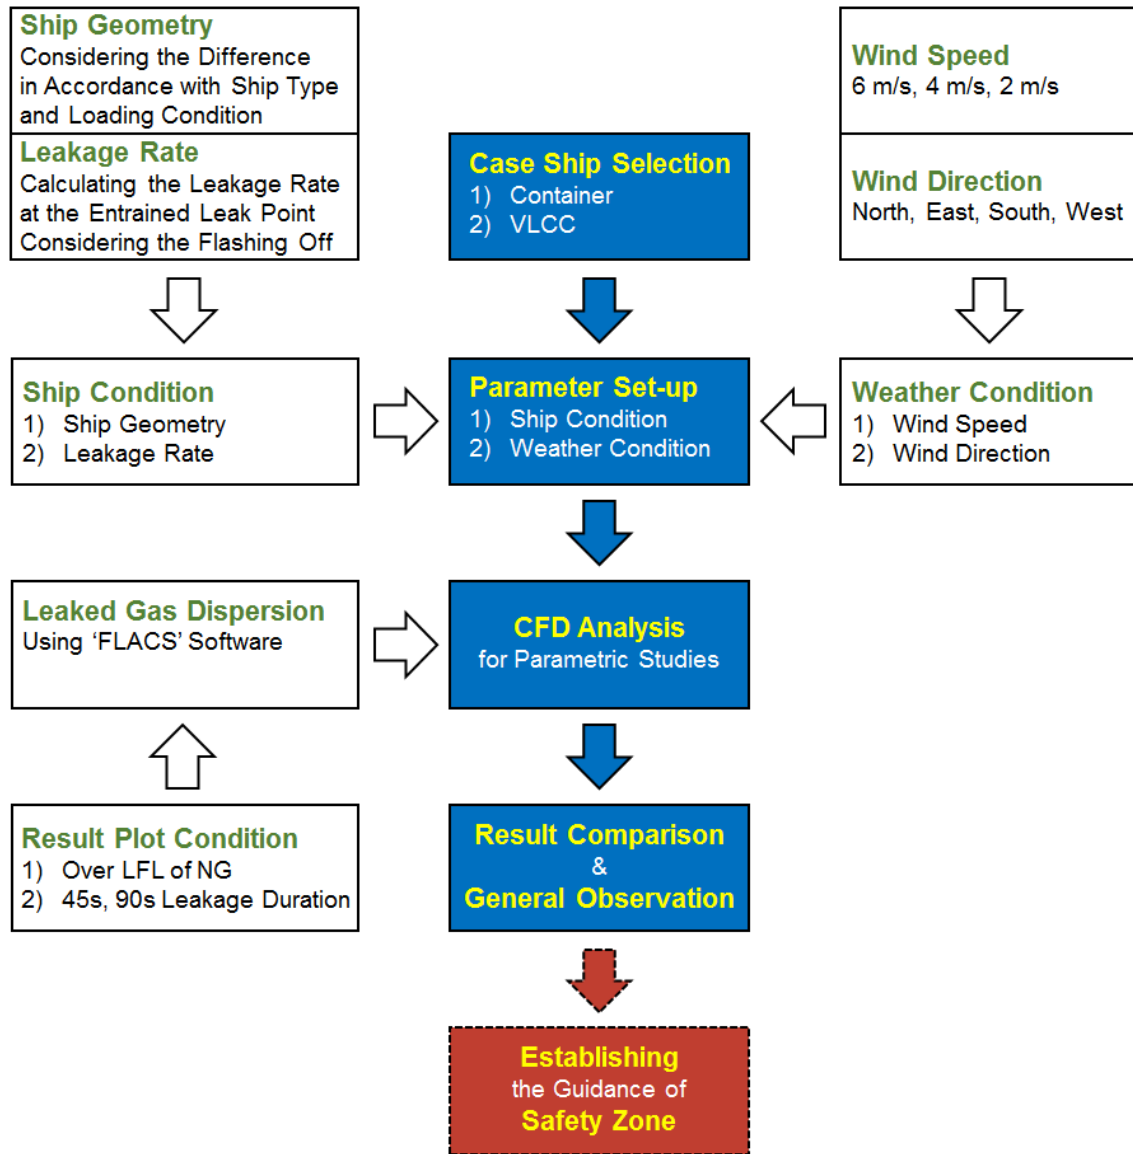 Ship Geometry
Considering the Difference
in Accordance with Ship Type
and Loading Condition
Leakage Rate
Calculating the Leakage Rate
at the Entrained Leak Point
Considering the Flashing Off
Case Ship Selection
1) Container
2) VLCC
Wind Speed
6 m/s, 4 m/s, 2 m/s
Wind Direction
North, East, South, West
Ship Condition
1) Ship Geometry
2) Leakage Rate
Parameter Set-up
1) Ship Condition
2) Weather Condition
Weather Condition
1) Wind Speed
2) Wind Direction
Leaked Gas Dispersion
Using ‘FLACS’ Software
CFD Analysis
for Parametric Studies
Result Plot Condition
1) Over LFL of NG
2) 45s, 90s Leakage Duration
Result Comparison
&
General Observation
Establishing
the Guidance of
Safety Zone